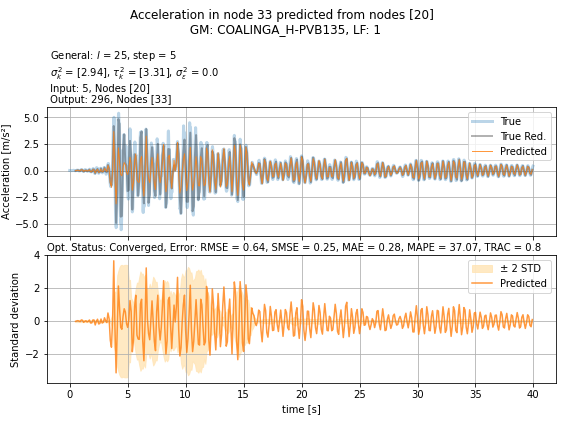 Acceleration in node 33 predicted from nodes [20]
GM: COALINGA_H-PVB135, LF: 1
General: l = 25, step = 5
σ²ₖ = [2.94], τ²ₖ = [3.31], σ²ε = 0.0
Input: 5, Nodes [20]
Output: 296, Nodes [33]
Acceleration [m/s²]
5.0
2.5
0.0
−2.5
−5.0
True
True Red.
Predicted
Opt. Status: Converged, Error: RMSE = 0.64, SMSE = 0.25, MAE = 0.28, MAPE = 37.07, TRAC = 0.8
Standard deviation
4
2
0
−2
± 2 STD
Predicted
0 5 10 15 20 25 30 35 40
time [s]